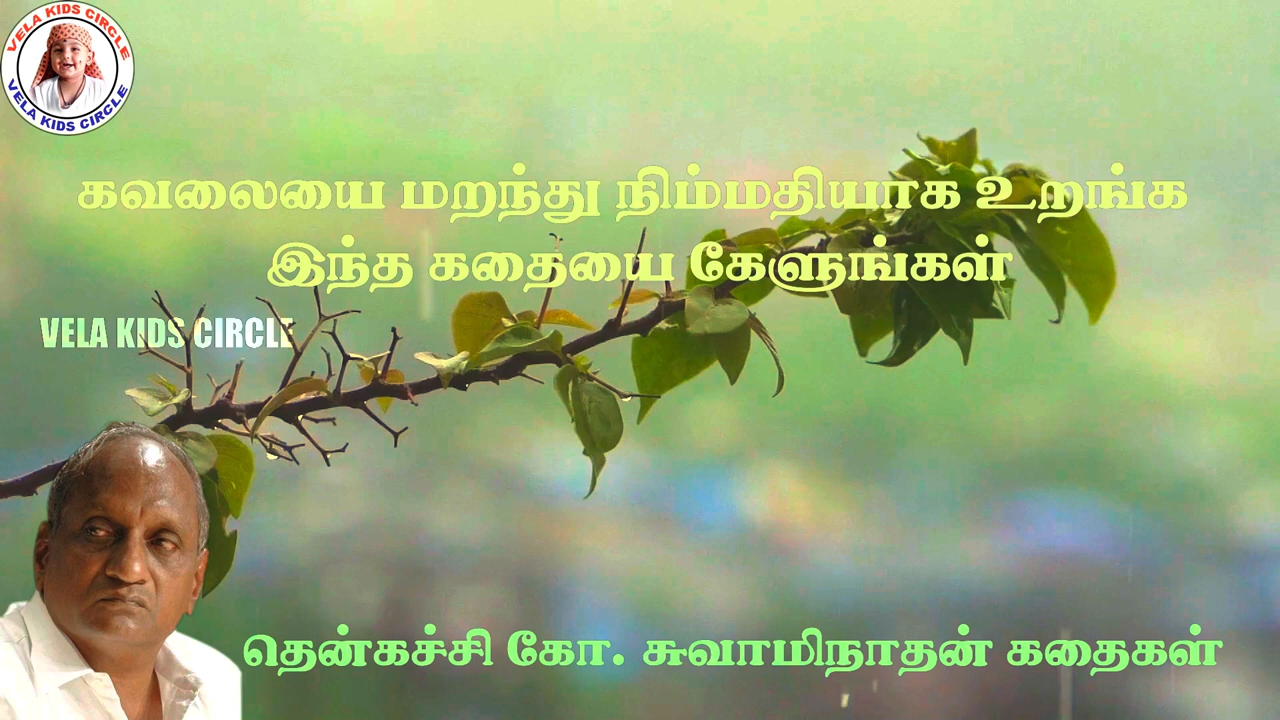 VELA KIDS CIRCLE
VELA KIDS CIRCLE
கவலையை மறந்து நிம்மதியாக உறங்க
இந்த கதையை கேளுங்கள்
VELA KIDS CIRCLE
தென்கச்சி கோ. சுவாமிநாதன் கதைகள்